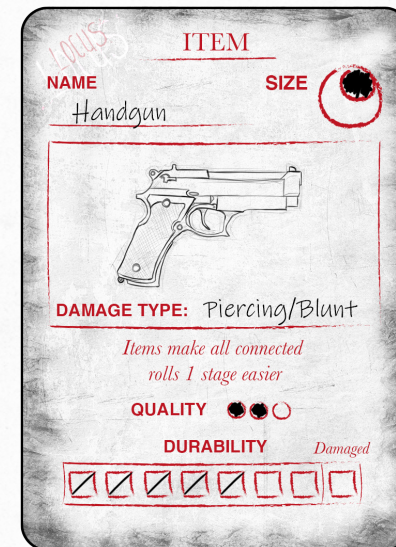 LOCUS
ITEM
NAME
SIZE
Handgun
DAMAGE TYPE: Piercing/Blunt
Items make all connected
rolls 1 stage easier
QUALITY
DURABILITY
Damaged